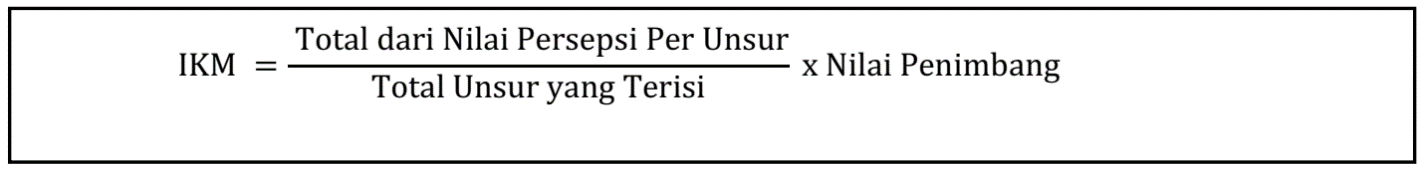 Total dari Nilai Persepsi Per Unsur
IKM = x Nilai Penimbang
Total Unsur yang Terisi